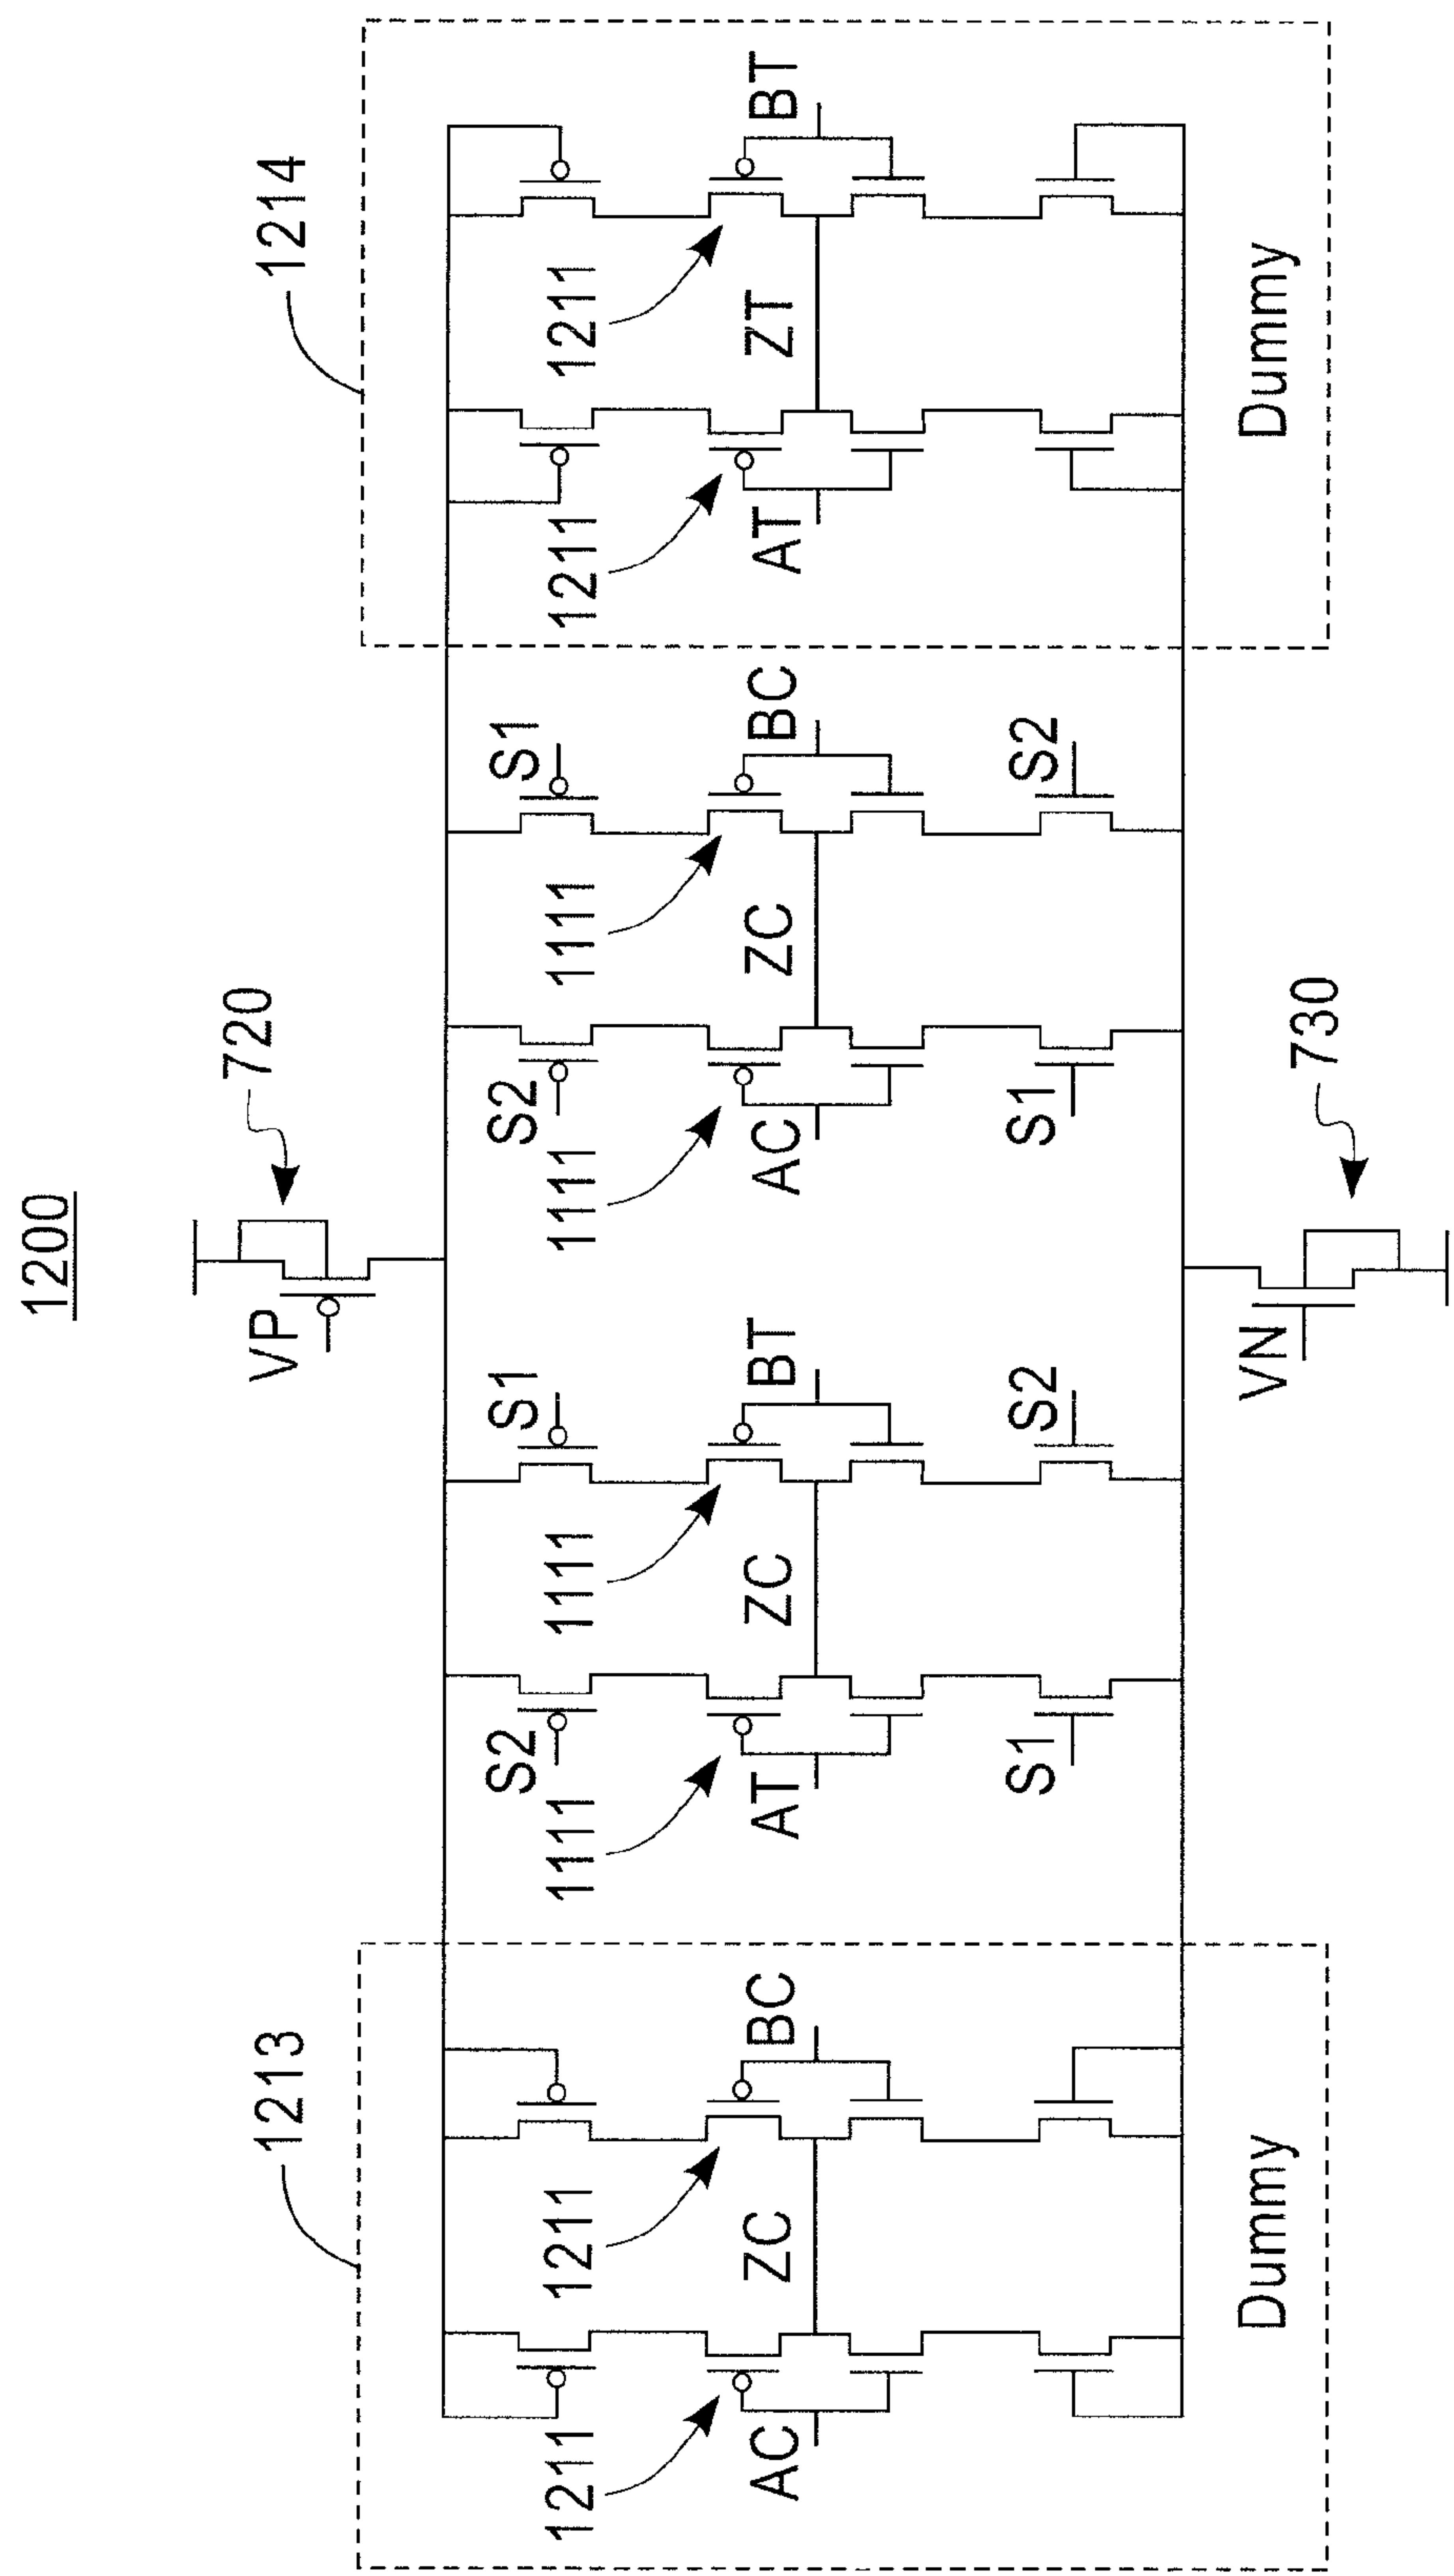 1200
VP
720
1213
1214
S2
S1
S2
S1
1211
1211
1111
1111
1111
1111
1211
1211
AC
ZC
BC
AT
ZC
BT
AC
ZC
BC
AT
ZT
BT
S1
S2
S1
S2
Dummy
VN
730
Dummy